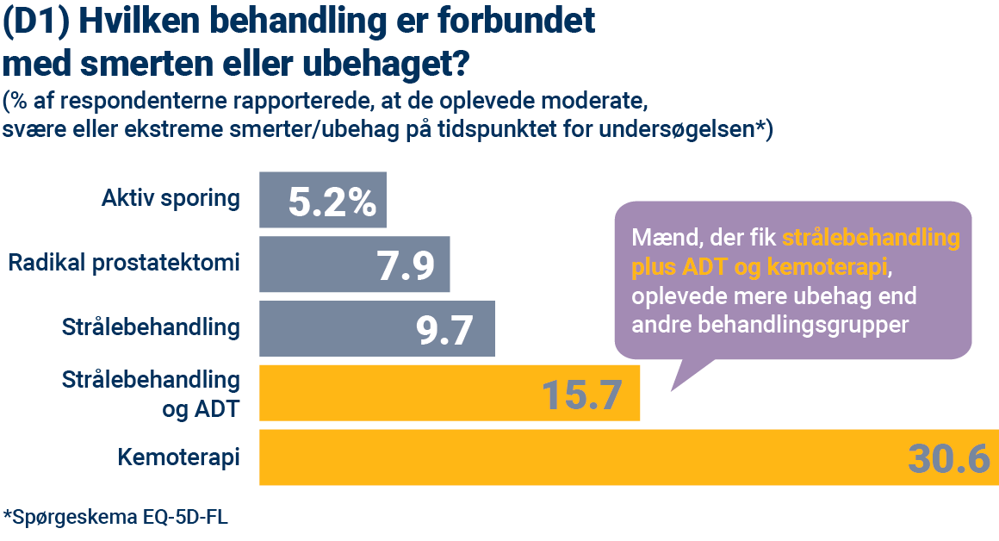 (D1) Hvilken behandling er forbundet
med smerten eller ubehaget?
(% af respondenterne rapporterede, at de oplevede moderate,
svære eller ekstreme smerter/ubehag på tidspunktet for undersøgelsen*)
Aktiv sporing
5.2%
Radikal prostatektomi
7.9
Strålebehandling
9.7
Strålebehandling
og ADT
15.7
Kemoterapi
30.6
Mænd, der fik strålebehandling
plus ADT og kemoterapi,
oplevede mere ubehag end
andre behandlingsgrupper
*Spørgeskema EQ-5D-FL